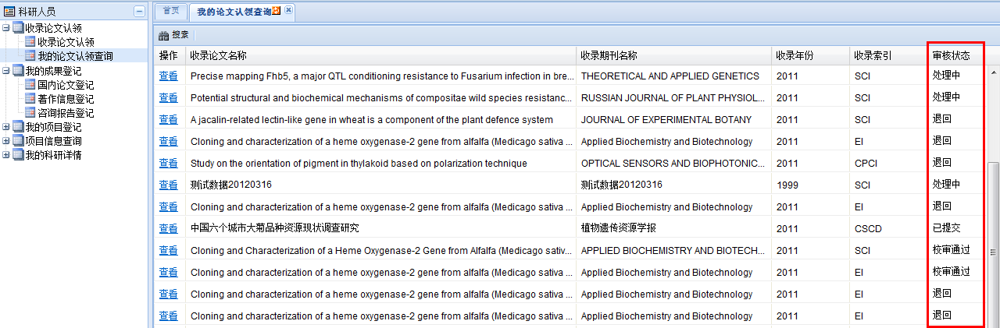 科研人员
收录论文认领
收录论文认领
我的论文认领查询
我的成果登记
国内论文登记
著作信息登记
咨询报告登记
我的项目登记
项目信息查询
我的科研详情
首页 我的论文认领查询
搜索
操作 收录论文名称 收录期刊名称 收录年份 收录索引 审核状态
查看 Precise mapping Fhb5, a major QTL conditioning resistance to Fusarium infection in bre... THEORETICAL AND APPLIED GENETICS 2011 SCI 处理中
查看 Potential structural and biochemical mechanisms of compositae wild species resistanc... RUSSIAN JOURNAL OF PLANT PHYSIOL... 2011 SCI 处理中
查看 A jacalin-related lectin-like gene in wheat is a component of the plant defence system JOURNAL OF EXPERIMENTAL BOTANY 2011 SCI 退回
查看 Cloning and characterization of a heme oxygenase-2 gene from alfalfa (Medicago sativa ... Applied Biochemistry and Biotechnology 2011 EI 退回
查看 Study on the orientation of pigment in thylakoid based on polarization technique OPTICAL SENSORS AND BIOPHOTONIC... 2011 CPCI 退回
查看 测试数据20120316 测试数据20120316 1999 SCI 处理中
查看 Cloning and characterization of a heme oxygenase-2 gene from alfalfa (Medicago sativa ... Applied Biochemistry and Biotechnology 2011 EI 退回
查看 中国六个城市大菊品种资源现状调查研究 植物遗传资源学报 2011 CSCD 已提交
查看 Cloning and Characterization of a Heme Oxygenase-2 Gene from Alfalfa (Medicago sativ... APPLIED BIOCHEMISTRY AND BIOTECH... 2011 SCI 校审通过
查看 Cloning and characterization of a heme oxygenase-2 gene from alfalfa (Medicago sativa ... Applied Biochemistry and Biotechnology 2011 EI 校审通过
查看 Cloning and characterization of a heme oxygenase-2 gene from alfalfa (Medicago sativa ... Applied Biochemistry and Biotechnology 2011 EI 退回
查看 Cloning and characterization of a heme oxygenase-2 gene from alfalfa (Medicago sativa ... Applied Biochemistry and Biotechnology 2011 EI 退回